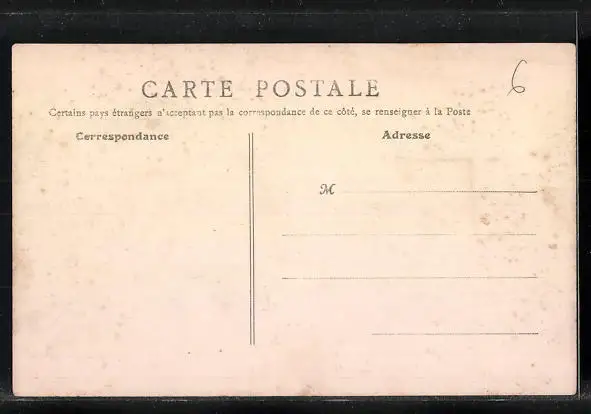 CARTE POSTALE
6
Certains pays étrangers n'acceptant pas la correspondance de ce côté, se renseigner à la Poste
Correspondance
Adresse
M